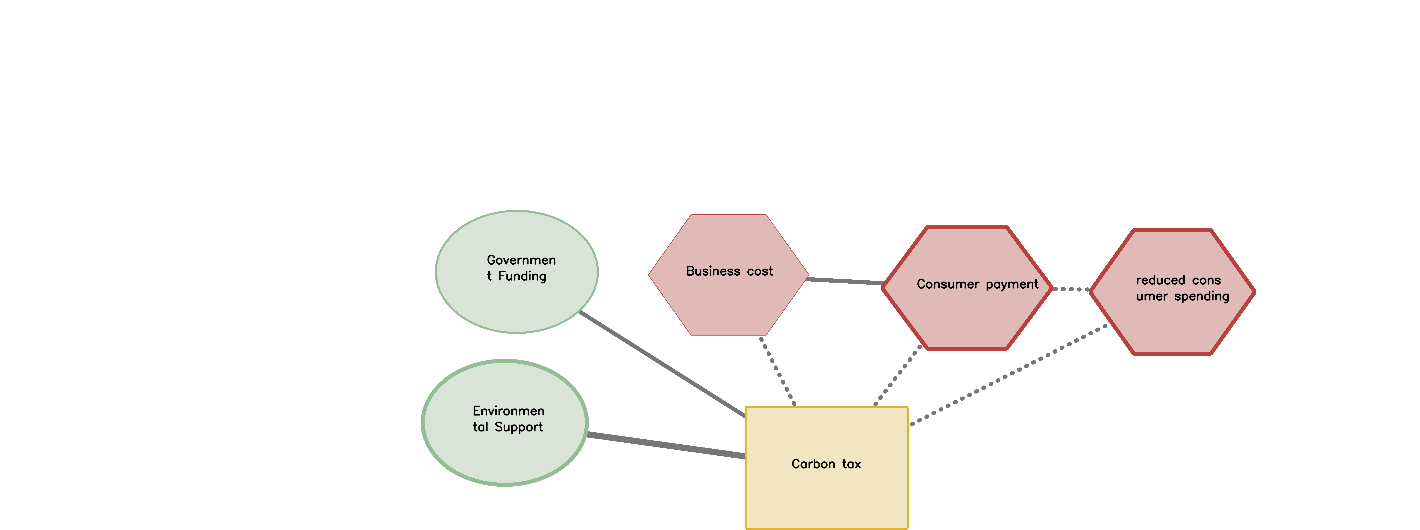 Governmen
t Funding
Business cost
Consumer payment
reduced cons
umer spending
Environmen
tal Support
Carbon tax